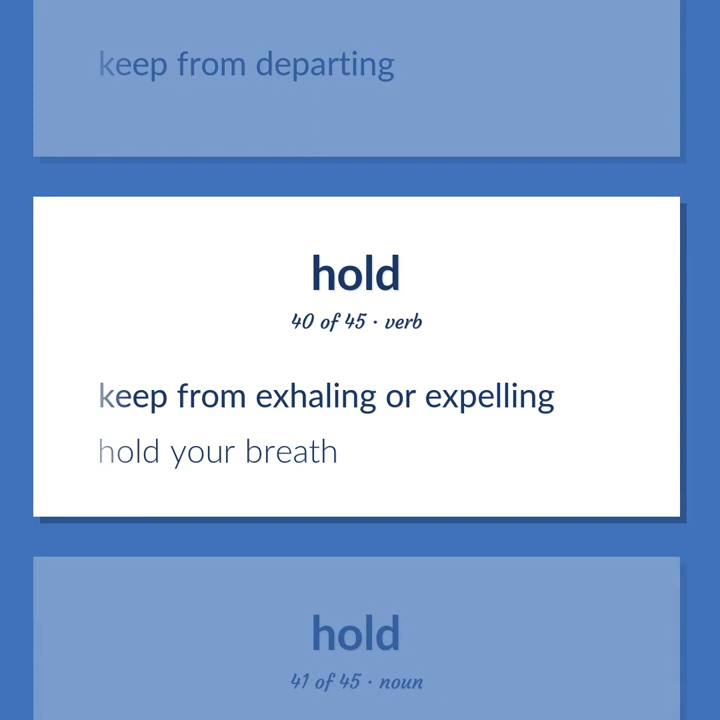 keep from departing
hold
40 of 45 · verb
keep from exhaling or expelling
hold your breath
hold
41 of 45 · noun